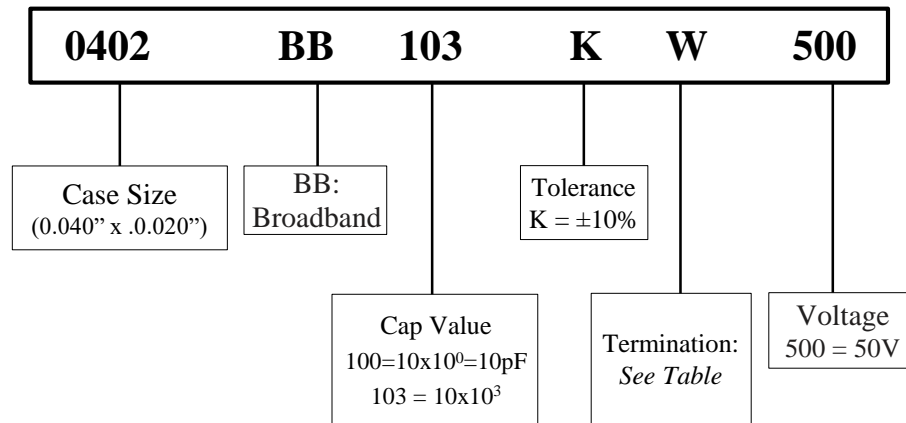 0402 BB 103 K W 500
Case Size
(0.040” x .0.020”)
BB:
Broadband
Tolerance
K = ±10%
Cap Value
100=10x10⁰=10pF
103 = 10x10³
Termination:
See Table
Voltage
500 = 50V